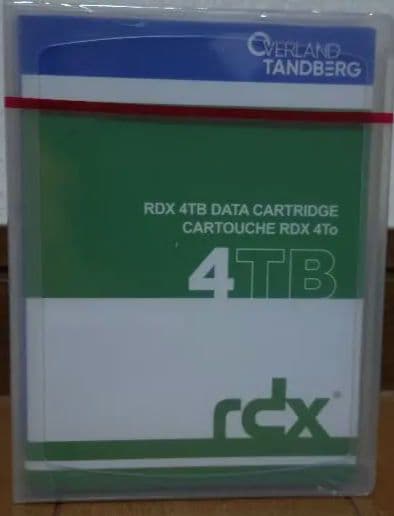 OVERLAND
TANDBERG
RDX 4TB DATA CARTRIDGE
CARTOUCHE RDX 4To
4TB
rdx®